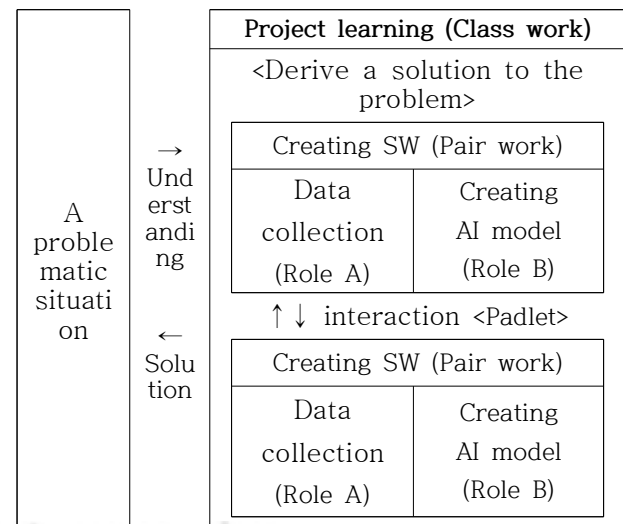 A
proble
matic
situati
on
→
Und
erst
andi
ng
←
Solu
tion
Project learning (Class work)
<Derive a solution to the
problem>
Creating SW (Pair work)
Data
collection
(Role A)
Creating
AI model
(Role B)
↑↓ interaction <Padlet>
Creating SW (Pair work)
Data
collection
(Role A)
Creating
AI model
(Role B)